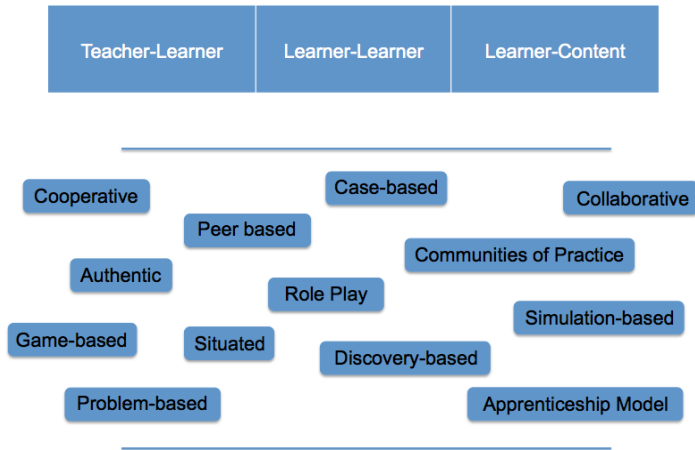 Teacher-Learner
Learner-Learner
Learner-Content
Case-based
Cooperative
Collaborative
Peer based
Communities of Practice
Authentic
Role Play
Simulation-based
Game-based
Situated
Discovery-based
Problem-based
Apprenticeship Model